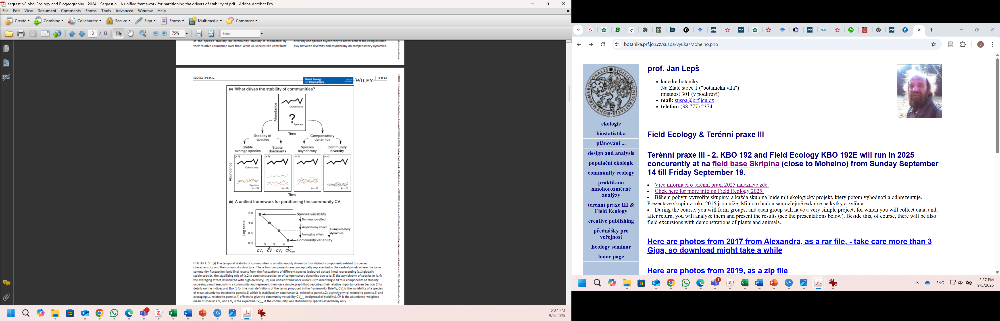 segrestinGlobal Ecology and Biogeography - 2024 - Segrestin - A unified framework for partitioning the drivers of stability of.pdf - Adobe Acrobat Pro
File Edit View Document Comments Forms Tools Advanced Window Help
Create Combine Collaborate Secure Sign Forms Multimedia Comment
3 / 13 75% Find
of the species stability on community stability is modulated by
their relative abundance over time: while all species can contribute
diversity and species asynchrony to better reflect the complex inter-
play between diversity and asynchrony on compensatory dynamics.
SEGRESTIN ET AL.
Global Ecology
and Biogeography
WILEY
3 of 13
(a) What drives the stability of communities?
Abundance
Community
?
Species
Time
Stability of
species
Compensatory
dynamics
Stable
average species
Stable
dominants
Species
asynchrony
Community
diversity
Abundance
(a.1)
Community
Species
(n = 3)
(a.2)
(n = 3)
(a.3)
(n = 3)
(a.4)
(n = 5)
Time
(b) A unified framework for partitioning the community CV
Log scale
2.0
1.0
0.5
0.2
Species variability
Dominance effect
Asynchrony effect
Compensatory
dynamics
Averaging effect
Community variability
Δ ψ ω
FIGURE 1 (a) The temporal stability of communities is simultaneously driven by four distinct components related to species
characteristics and the community structure. These four components are conceptually represented in the central panels where the same
community fluctuation (bold line) results from the fluctuations of different species (coloured dotted lines) representing (a.1) globally
stable species, the stabilizing role of (a.2) a dominant species, or of compensatory dynamics due to (a.3) the asynchrony of species or (a.4)
the averaging effect (associated with high diversity). (b) Our unified framework allows us to disentangle all four components of stability
occurring simultaneously in a community and represent them on a simple graph that describes their relative importance (see Section 2 for
details on the indices and Box 1 for the main definitions of the terms proposed in the framework). Briefly, CVe is the variability of a species
of mean abundance (related to panel a.1) which is stabilized by dominance (Δ, related to panel a.2), asynchrony (ψ, related to panel a.3) and
averaging (ω, related to panel a.4) effects to give the community variability CVcom (reciprocal of stability). CV is the abundance-weighted
mean of species CVi, and CVa is the expected CVcom if the community was stabilized by species asynchrony only.
5:37 PM
9/5/2025
botanika.prf.jcu.cz/suspa/vyuka/Mohelno.php
ekologie
biostatistika
plánování ...
design and analysis
populační ekologie
community ecology
praktikum
mnohorozměrné
analýzy
terénní praxe III &
Field Ecology
creative publishing
přednášky pro
veřejnost
Ecology seminar
home page
prof. Jan Lepš
• katedra botaniky
Na Zlaté stoce 1 ("botanická vila")
místnost 301 (v podkroví)
• mail: suspa@prf.jcu.cz
• telefon: (38 777) 2374
Field Ecology & Terénní praxe III
Terénní praxe III - 2. KBO 192 and Field Ecology KBO 192E will run in 2025
concurently at na field base Skripina (close to Mohelno) from Sunday September
14 till Friday September 19.
• Více informací o terénní praxi 2025 naleznete zde.
• Click here for more info on Field Ecology 2025.
• Během pobytu vytvoříte skupiny, a každá skupina bude mít ekologický projekt, který potom vyhodnotí a odprezentuje.
Prezentace skupin z roku 2015 jsou níže. Mimoto budou samozřejmě exkurse na kytky a zvířata.
• During the course, you will form groups, and each group will have a very simple project, for which you will collect data, and,
after return, you will analyze them and present the results (see the presentations below). Beside this, of course, there will be also
field excursions with demonstrations of plants and animals.
Here are photos from 2017 from Alexandra, as a rar file, - take care more than 3
Giga, so download might take a while
Here are photos from 2019, as a zip file
ENG
5:37 PM
9/5/2025